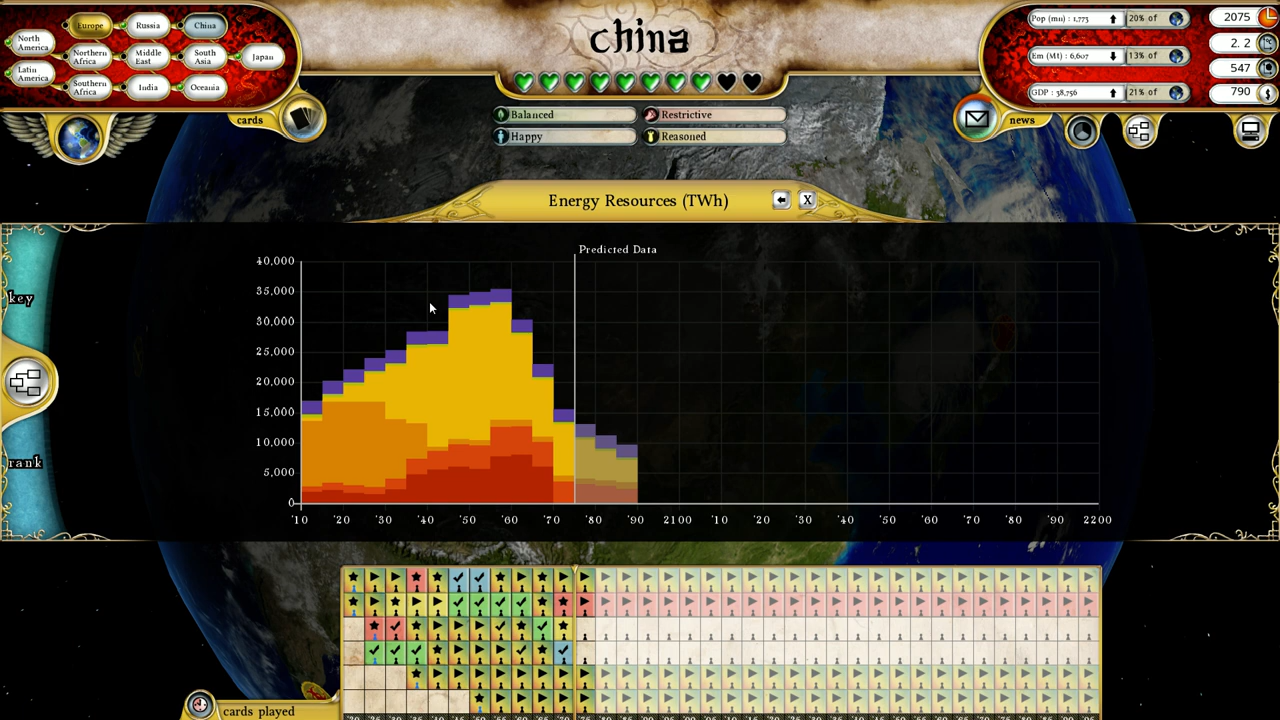 North America
Latin America
Europe
Russia
China
Northern Africa
Middle East
South Asia
Japan
Southern Africa
India
Oceania
cards
china
Balanced
Restrictive
Happy
Reasoned
Pop (mn) : 1,773
20% of
2075
Em (Mt) : 6,607
13% of
2. 2
547
GDP : 38,756
21% of
790
news
Energy Resources (TWh)
X
key
rank
Predicted Data
40,000
35,000
30,000
25,000
20,000
15,000
10,000
5,000
0
'10 '20 '30 '40 '50 '60 '70 '80 '90 2100 '10 '20 '30 '40 '50 '60 '70 '80 '90 2200
cards played